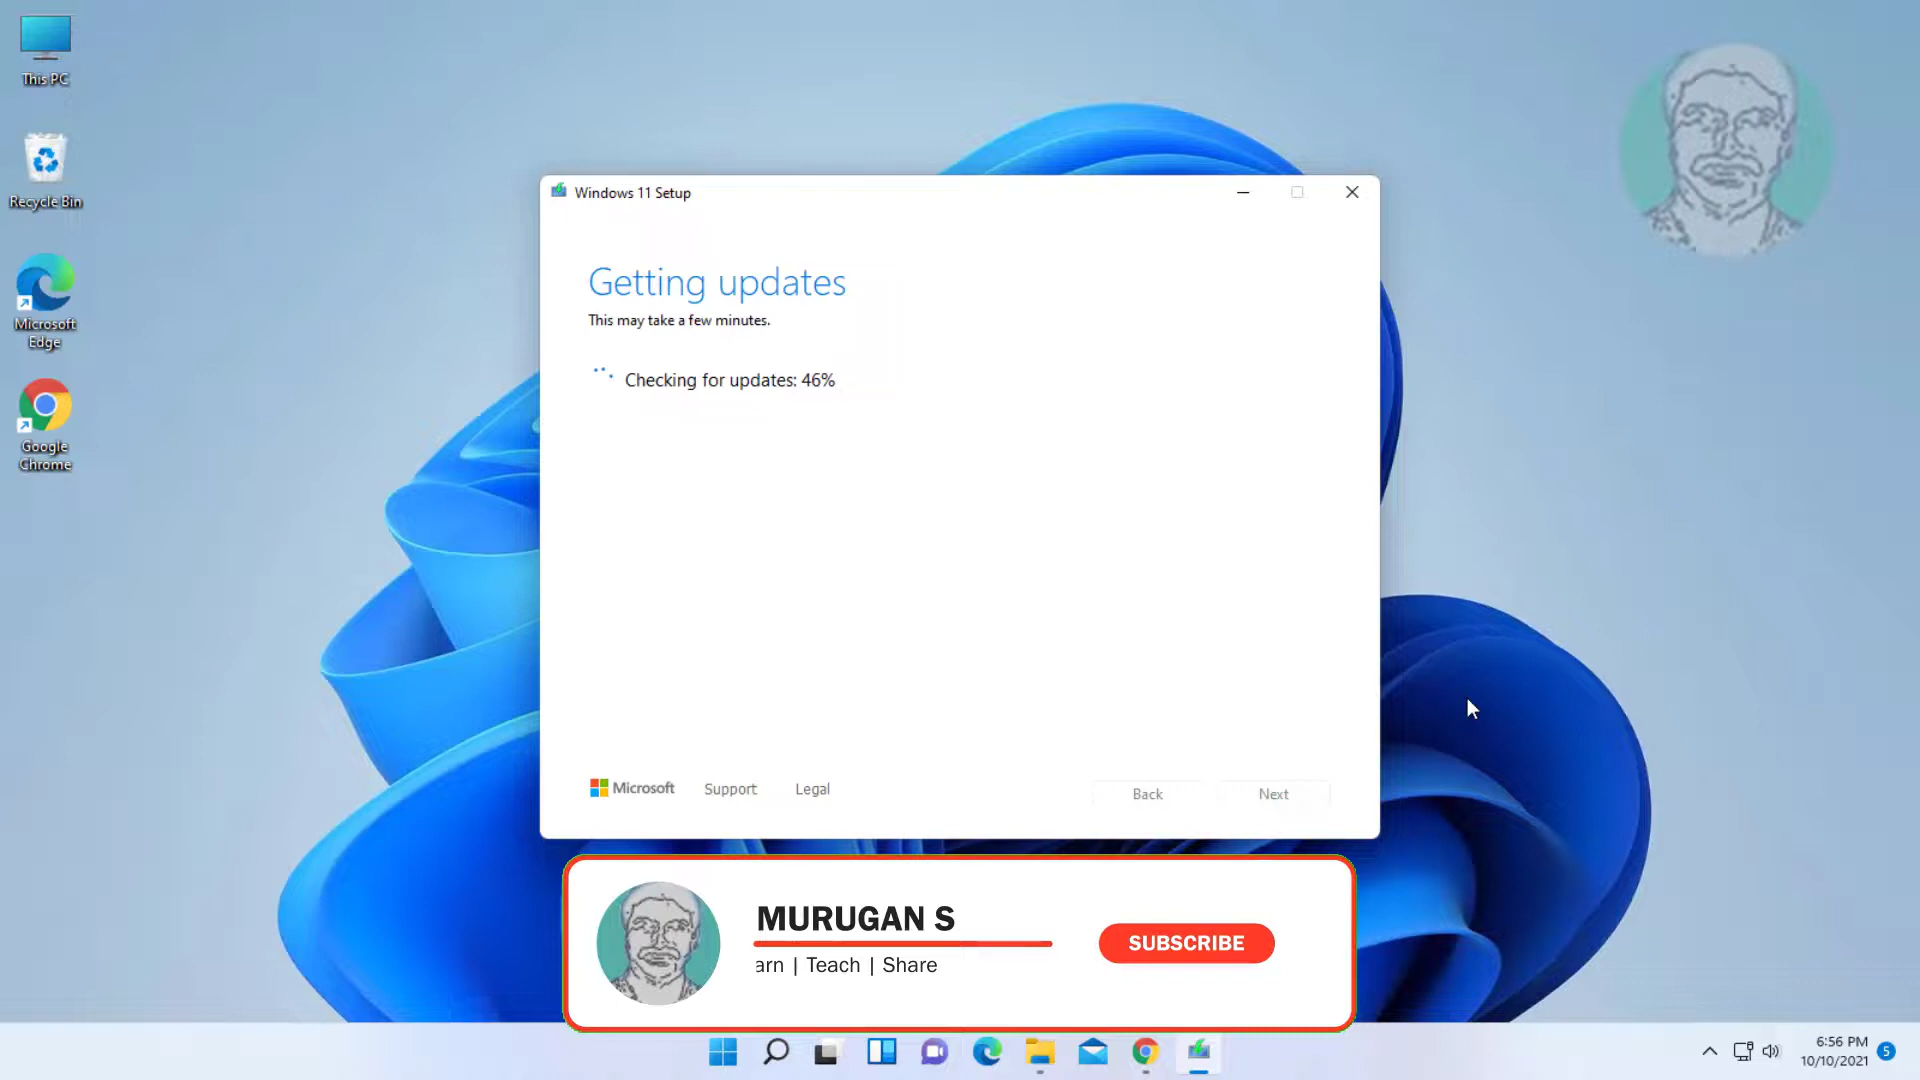 This PC
Recycle Bin
Microsoft
Edge
Google
Chrome
Windows 11 Setup
Getting updates
This may take a few minutes.
Checking for updates: 46%
Microsoft Support Legal
Back Next
MURUGAN S
arn | Teach | Share
SUBSCRIBE
6:56 PM
10/10/2021
5